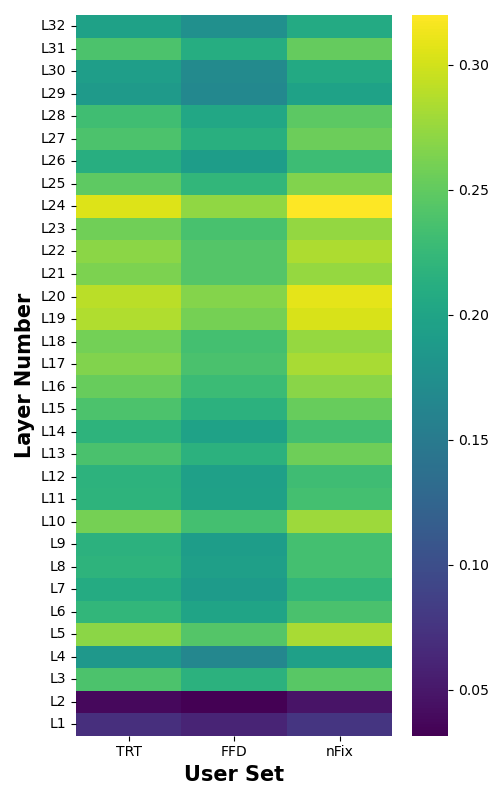 L32
L31
L30
L29
L28
L27
L26
L25
L24
L23
L22
L21
L20
L19
L18
L17
L16
L15
L14
L13
L12
L11
L10
L9
L8
L7
L6
L5
L4
L3
L2
L1
Layer Number
TRT FFD nFix
User Set
0.30
0.25
0.20
0.15
0.10
0.05